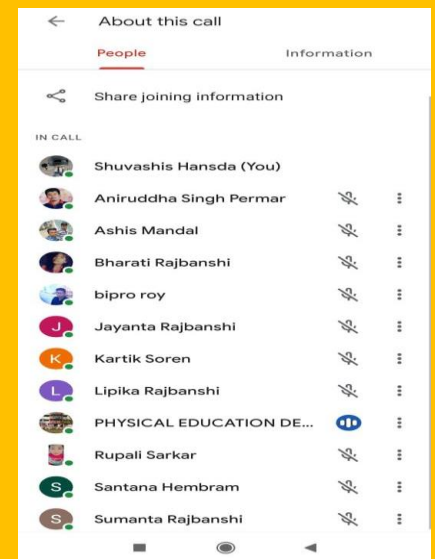 About this call
People Information
Share joining information
IN CALL
Shuvashis Hansda (You)
Aniruddha Singh Permar
Ashis Mandal
Bharati Rajbanshi
bipro roy
J Jayanta Rajbanshi
K Kartik Soren
L Lipika Rajbanshi
PHYSICAL EDUCATION DE...
Rupali Sarkar
S Santana Hembram
S Sumanta Rajbanshi